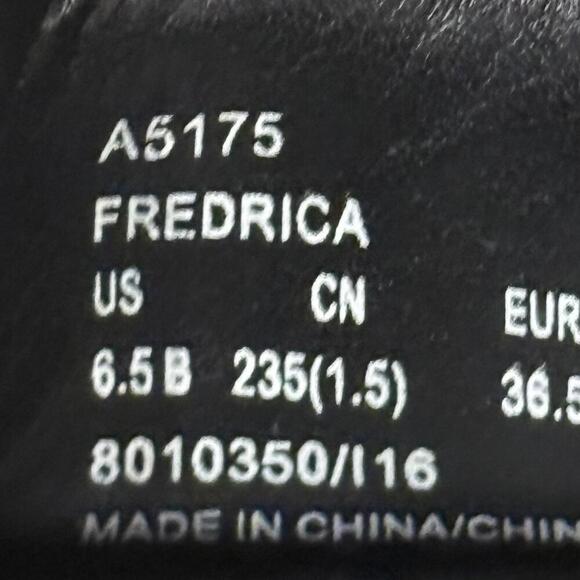 A5175
FREDRICA
US CN EUR
6.5 B 235(1.5) 36.5
8010350/I16
MADE IN CHINA/CHIN